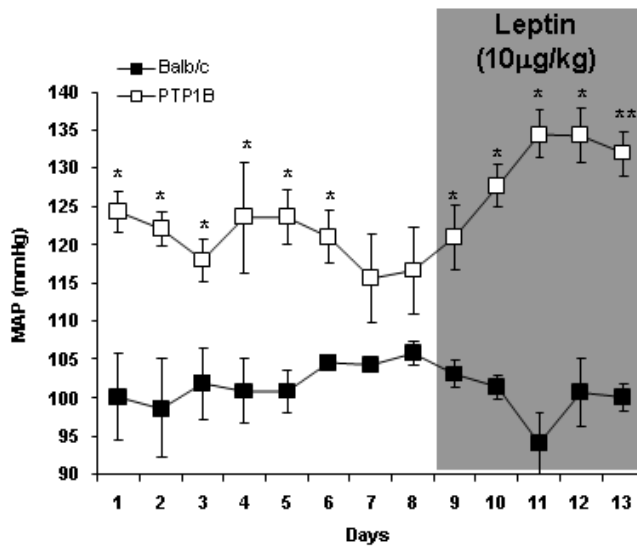 Leptin
(10µg/kg)
Balb/c
PTP1B
MAP (mmHg)
140
135
130
125
120
115
110
105
100
95
90
* * * * * * * * * * **
1 2 3 4 5 6 7 8 9 10 11 12 13
Days